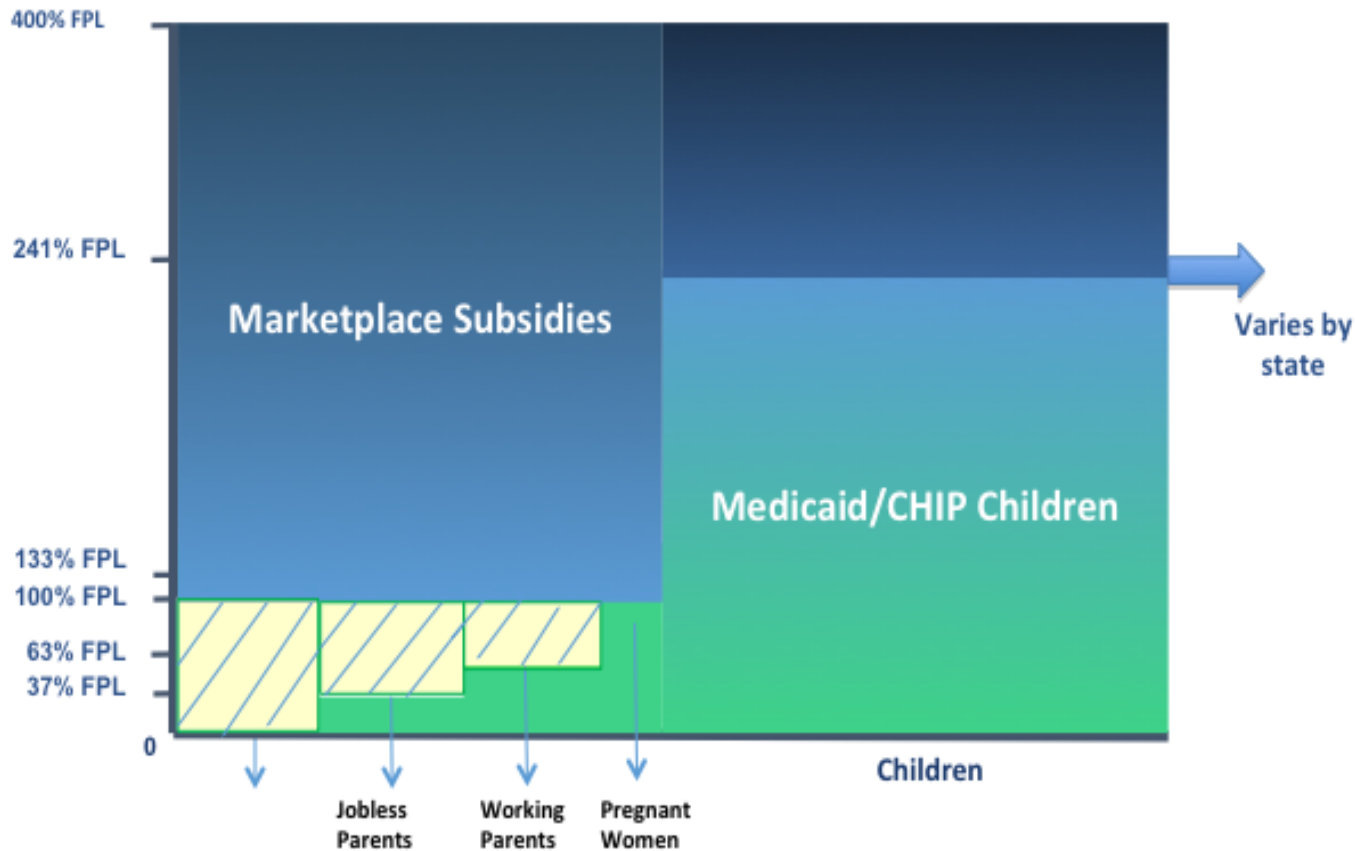 400% FPL
241% FPL
Marketplace Subsidies
Varies by
state
Medicaid/CHIP Children
133% FPL
100% FPL
63% FPL
37% FPL
0
Children
Jobless
Parents
Working
Parents
Pregnant
Women